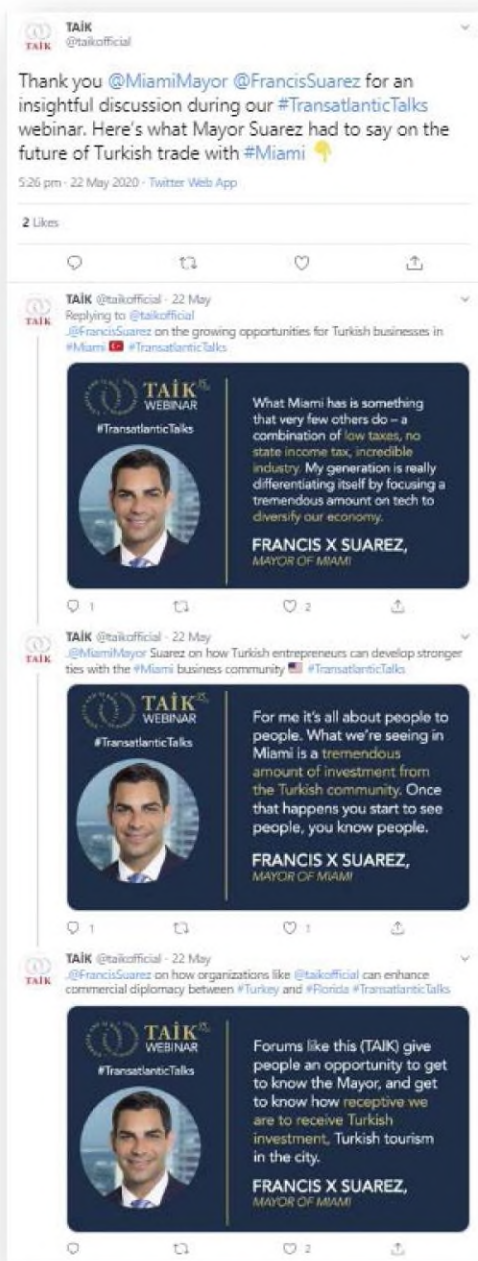 TAİK
@taikofficial
TAİK
Thank you @MiamiMayor @FrancisSuarez for an
insightful discussion during our #TransatlanticTalks
webinar. Here's what Mayor Suarez had to say on the
future of Turkish trade with #Miami 👇
5:26 pm · 22 May 2020 · Twitter Web App
2 Likes
TAİK @taikofficial · 22 May
TAİK
Replying to @taikofficial
.@FrancisSuarez on the growing opportunities for Turkish businesses in
#Miami 🇹🇷 #TransatlanticTalks
TAİK
WEBINAR
#TransatlanticTalks
What Miami has is something
that very few others do – a
combination of low taxes, no
state income tax, incredible
industry. My generation is really
differentiating itself by focusing a
tremendous amount on tech to
diversify our economy.
FRANCIS X SUAREZ,
MAYOR OF MIAMI
1 2
TAİK @taikofficial · 22 May
TAİK
.@MiamiMayor Suarez on how Turkish entrepreneurs can develop stronger
ties with the #Miami business community 🇺🇸 #TransatlanticTalks
TAİK
WEBINAR
#TransatlanticTalks
For me it's all about people to
people. What we're seeing in
Miami is a tremendous
amount of investment from
the Turkish community. Once
that happens you start to see
people, you know people.
FRANCIS X SUAREZ,
MAYOR OF MIAMI
1 1
TAİK @taikofficial · 22 May
TAİK
.@FrancisSuarez on how organizations like @taikofficial can enhance
commercial diplomacy between #Turkey and #Florida #TransatlanticTalks
TAİK
WEBINAR
#TransatlanticTalks
Forums like this (TAIK) give
people an opportunity to get
to know the Mayor, and get
to know how receptive we
are to receive Turkish
investment, Turkish tourism
in the city.
FRANCIS X SUAREZ,
MAYOR OF MIAMI
2